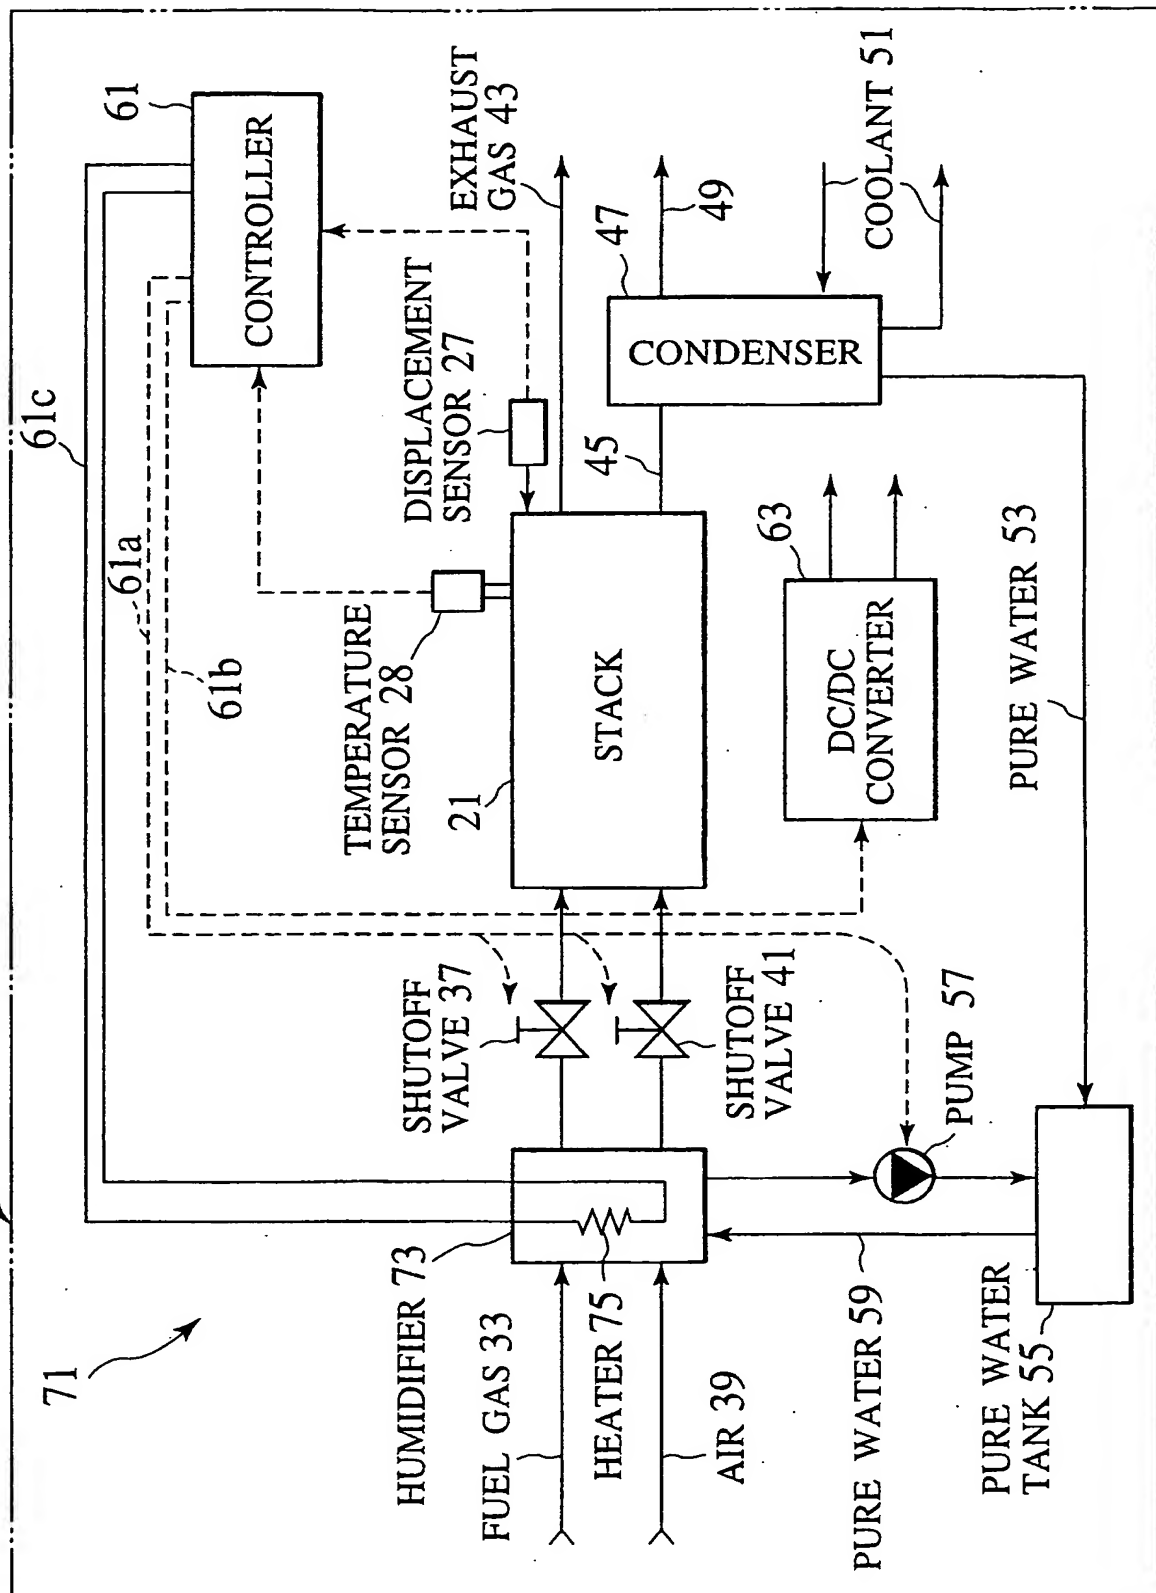 71
61c
61a
61b
61
CONTROLLER
TEMPERATURE
SENSOR 28
DISPLACEMENT
SENSOR 27
EXHAUST
GAS 43
HUMIDIFIER 73
SHUTOFF
VALVE 37
21
STACK
FUEL GAS 33
HEATER 75
45
47
49
CONDENSER
AIR 39
SHUTOFF
VALVE 41
63
DC/DC
CONVERTER
COOLANT 51
PURE WATER 59
PUMP 57
PURE WATER 53
PURE WATER
TANK 55